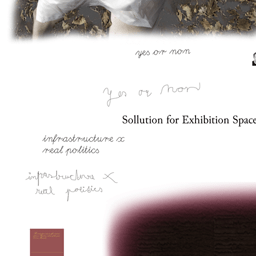 yes or non
yes or non
Sollution for Exhibition Space
infrastructure x
real politics
infrastructure x
real politics